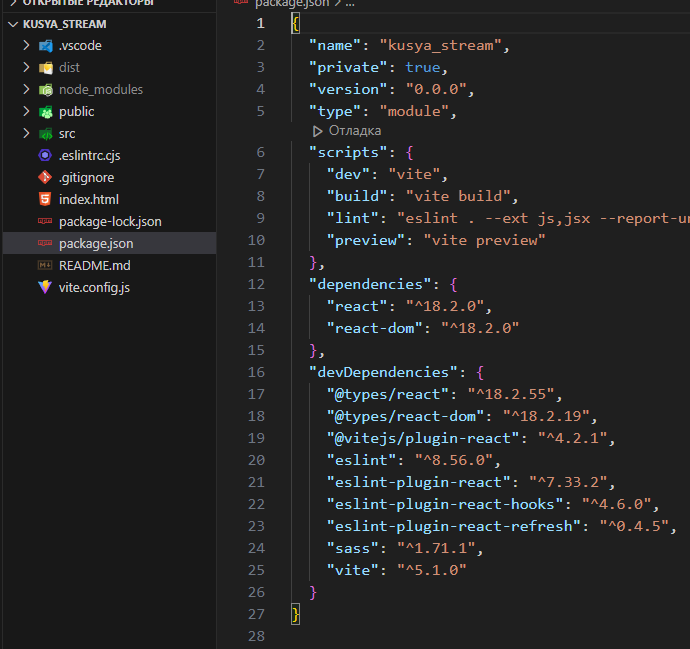 ОТКРЫТЫЕ РЕДАКТОРЫ
KUSYA_STREAM
.vscode
dist
node_modules
public
src
.eslintrc.cjs
.gitignore
index.html
package-lock.json
package.json
README.md
vite.config.js
package.json > ...
1 {
2 "name": "kusya_stream",
3 "private": true,
4 "version": "0.0.0",
5 "type": "module",
Отладка
6 "scripts": {
7 "dev": "vite",
8 "build": "vite build",
9 "lint": "eslint . --ext js,jsx --report-un
10 "preview": "vite preview"
11 },
12 "dependencies": {
13 "react": "^18.2.0",
14 "react-dom": "^18.2.0"
15 },
16 "devDependencies": {
17 "@types/react": "^18.2.55",
18 "@types/react-dom": "^18.2.19",
19 "@vitejs/plugin-react": "^4.2.1",
20 "eslint": "^8.56.0",
21 "eslint-plugin-react": "^7.33.2",
22 "eslint-plugin-react-hooks": "^4.6.0",
23 "eslint-plugin-react-refresh": "^0.4.5",
24 "sass": "^1.71.1",
25 "vite": "^5.1.0"
26 }
27 }
28